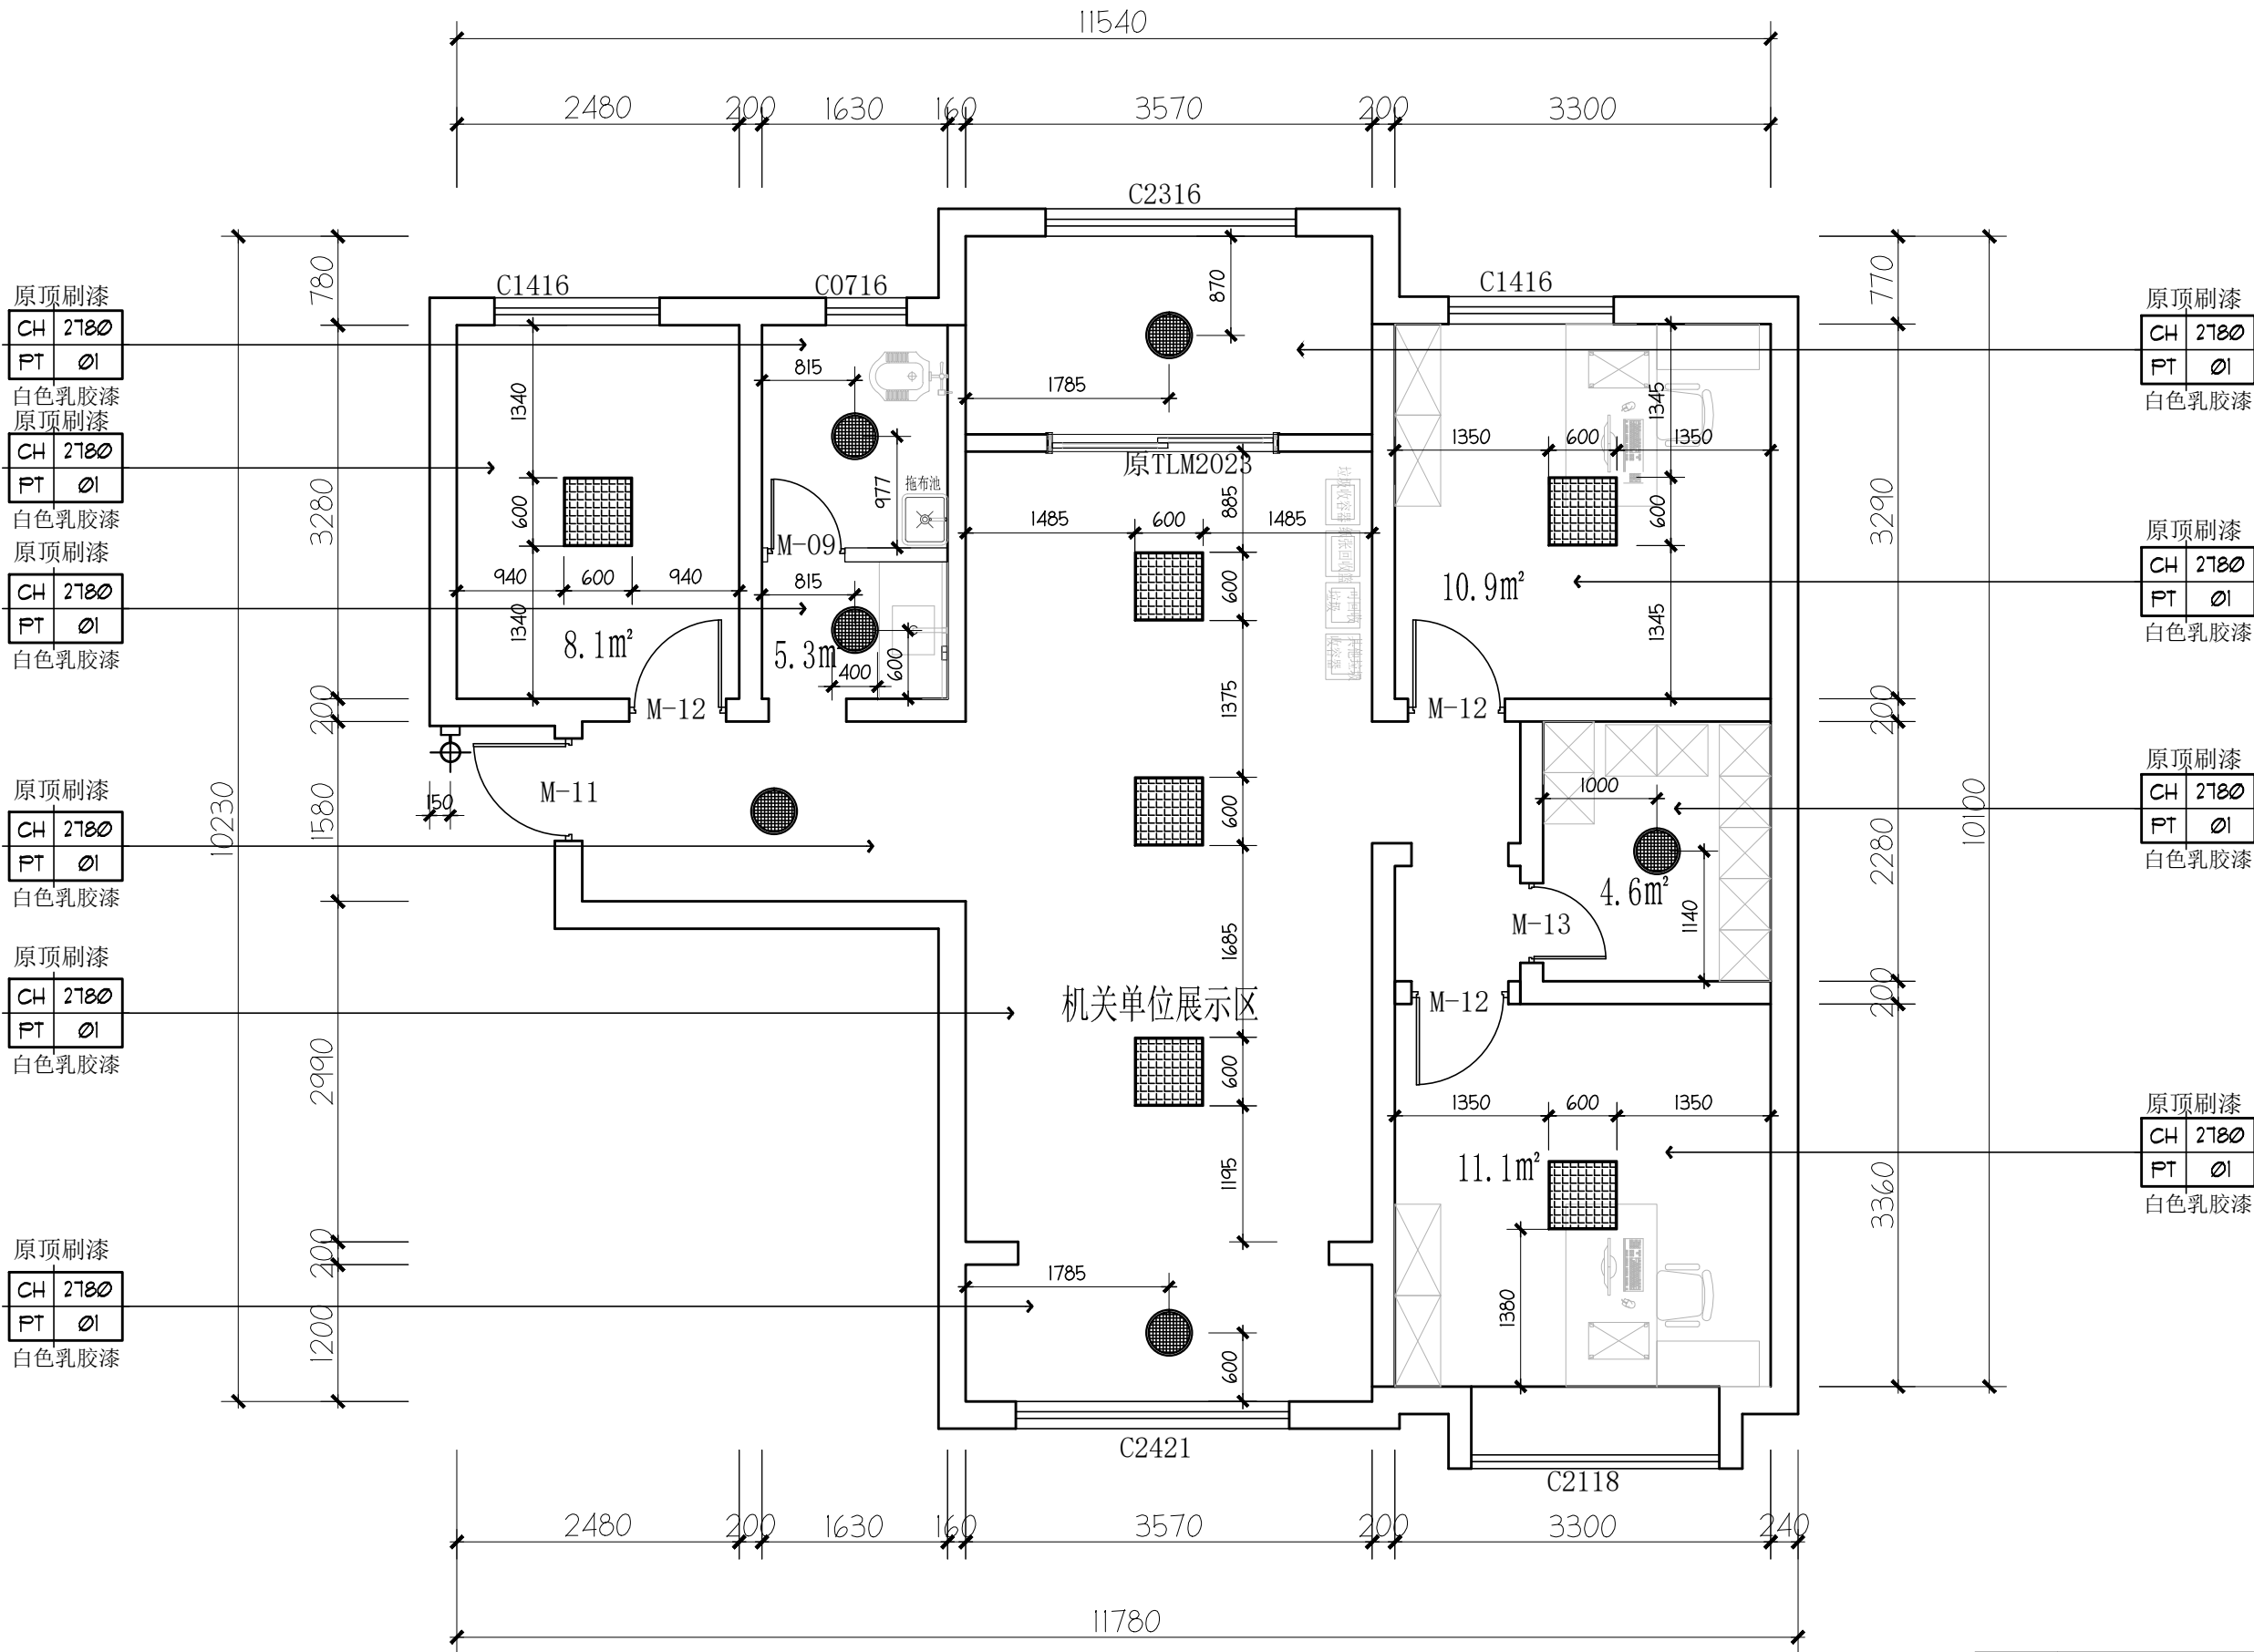 11540
2480 200 1630 160 3570 200 3300
C2316
C1416
C0716
C1416
原顶刷漆
CH 2780
PT 01
白色乳胶漆
原顶刷漆
CH 2780
PT 01
白色乳胶漆
原顶刷漆
CH 2780
PT 01
白色乳胶漆
原顶刷漆
CH 2780
PT 01
白色乳胶漆
原顶刷漆
CH 2780
PT 01
白色乳胶漆
原顶刷漆
CH 2780
PT 01
白色乳胶漆
10230
780
3280
200
1580
2990
200
1200
1340
600
1340
940 600 940
8.1m²
M-12
M-11
150
815
977
拖布池
M-09
815
5.3m
400
600
870
1785
原TLM2023
1485 600 1485
885
600
1375
600
1685
600
1195
机关单位展示区
1785
600
C2421
1345
1350 600 1350
600
10.9m²
1345
M-12
1000
4.6m²
1140
M-13
M-12
1350 600 1350
11.1m²
1380
C2118
770
3290
200
2280
200
3360
10100
原顶刷漆
CH 2780
PT 01
白色乳胶漆
原顶刷漆
CH 2780
PT 01
白色乳胶漆
原顶刷漆
CH 2780
PT 01
白色乳胶漆
原顶刷漆
CH 2780
PT 01
白色乳胶漆
2480 200 1630 160 3570 200 3300 240
11780